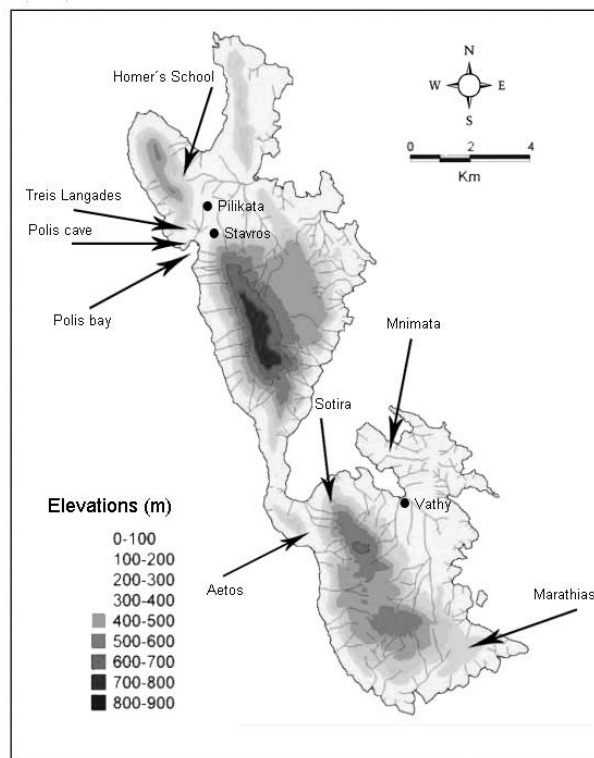 N
W E
S
0 2 4
Km
Homer´s School
Treis Langades
Polis cave
Polis bay
Pilikata
Stavros
Mnimata
Sotira
Vathy
Aetos
Marathias
Elevations (m)
0-100
100-200
200-300
300-400
400-500
500-600
600-700
700-800
800-900